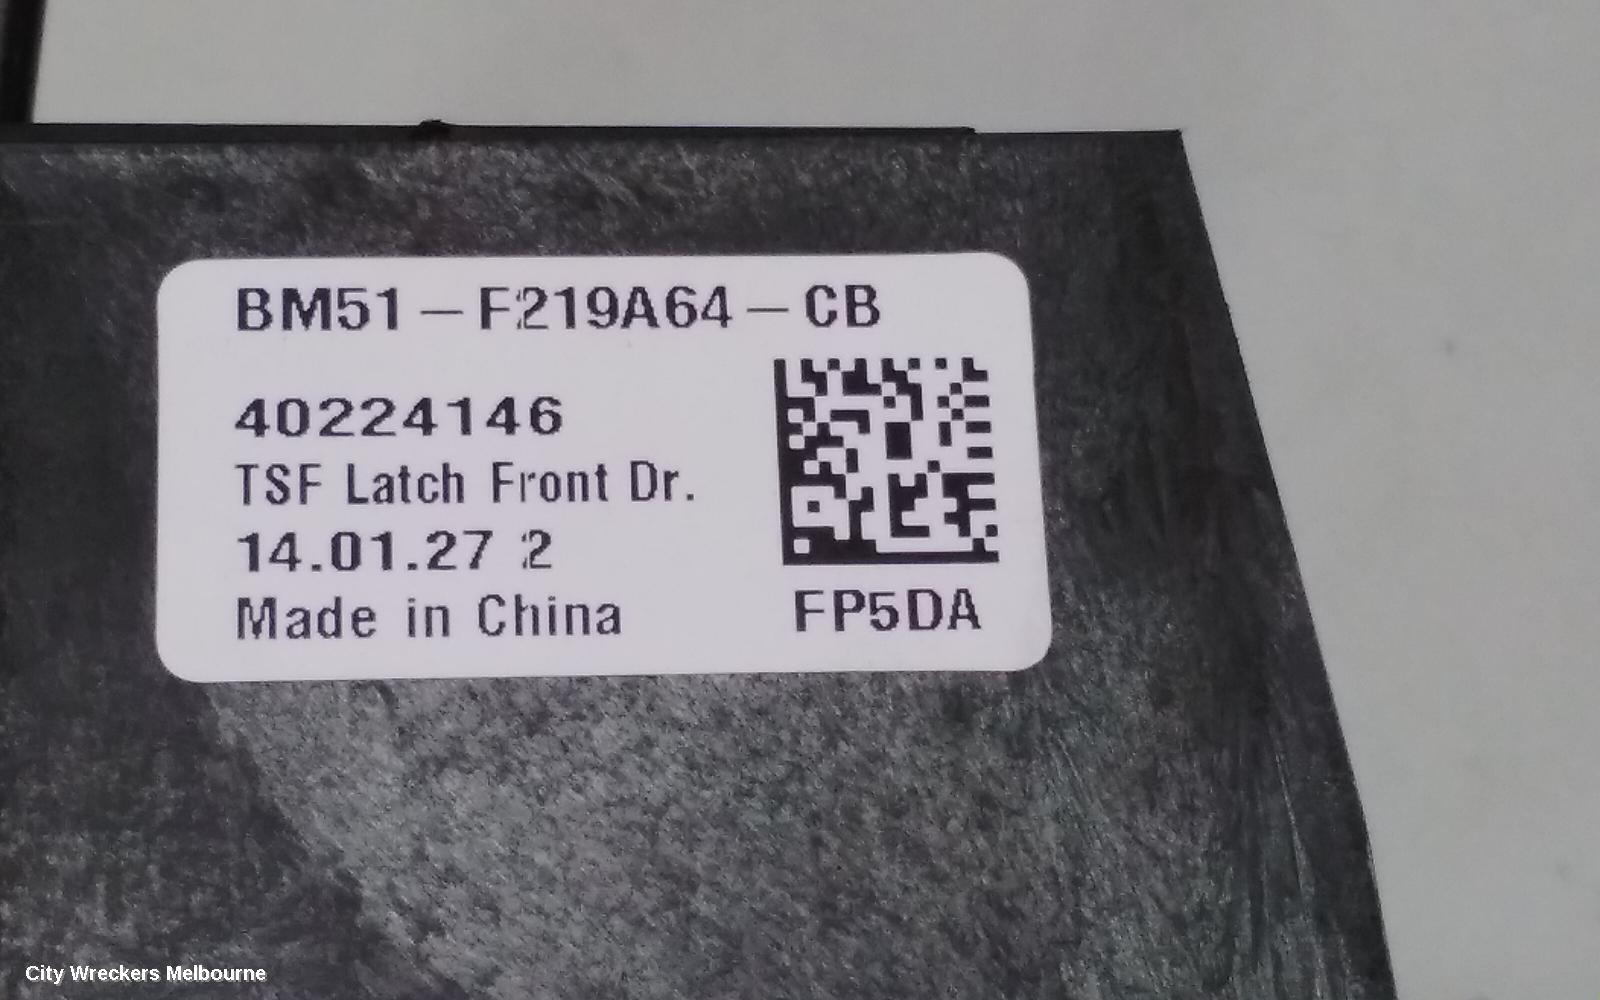 BM51-F219A64-CB
40224146
TSF Latch Front Dr.
14.01.27 2
Made in China
FP5DA
City Wreckers Melbourne